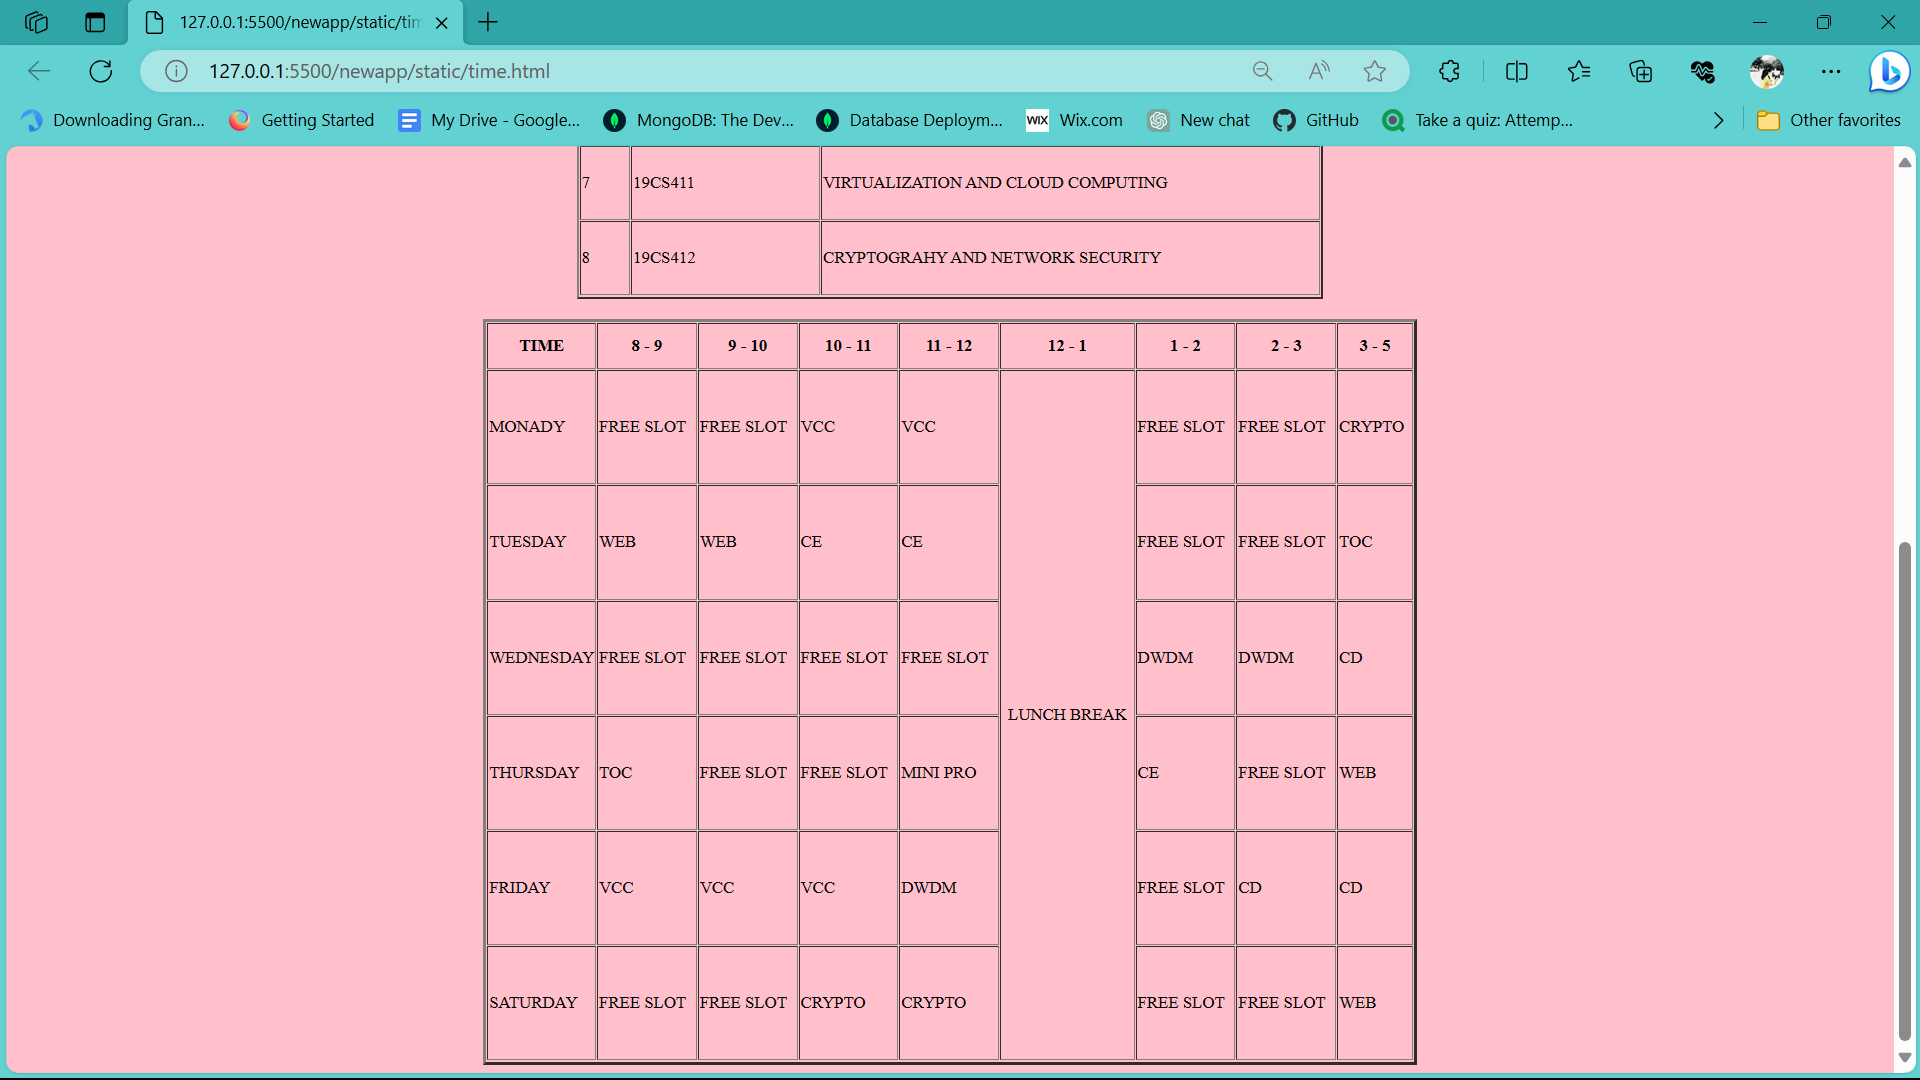 127.0.0.1:5500/newapp/static/tim
127.0.0.1:5500/newapp/static/time.html
Downloading Gran... Getting Started My Drive - Google... MongoDB: The Dev... Database Deploym... WIX Wix.com New chat GitHub Take a quiz: Attemp... Other favorites
7 19CS411 VIRTUALIZATION AND CLOUD COMPUTING
8 19CS412 CRYPTOGRAHY AND NETWORK SECURITY
TIME 8 - 9 9 - 10 10 - 11 11 - 12 12 - 1 1 - 2 2 - 3 3 - 5
MONADY FREE SLOT FREE SLOT VCC VCC FREE SLOT FREE SLOT CRYPTO
TUESDAY WEB WEB CE CE FREE SLOT FREE SLOT TOC
WEDNESDAY FREE SLOT FREE SLOT FREE SLOT FREE SLOT DWDM DWDM CD
LUNCH BREAK
THURSDAY TOC FREE SLOT FREE SLOT MINI PRO CE FREE SLOT WEB
FRIDAY VCC VCC VCC DWDM FREE SLOT CD CD
SATURDAY FREE SLOT FREE SLOT CRYPTO CRYPTO FREE SLOT FREE SLOT WEB